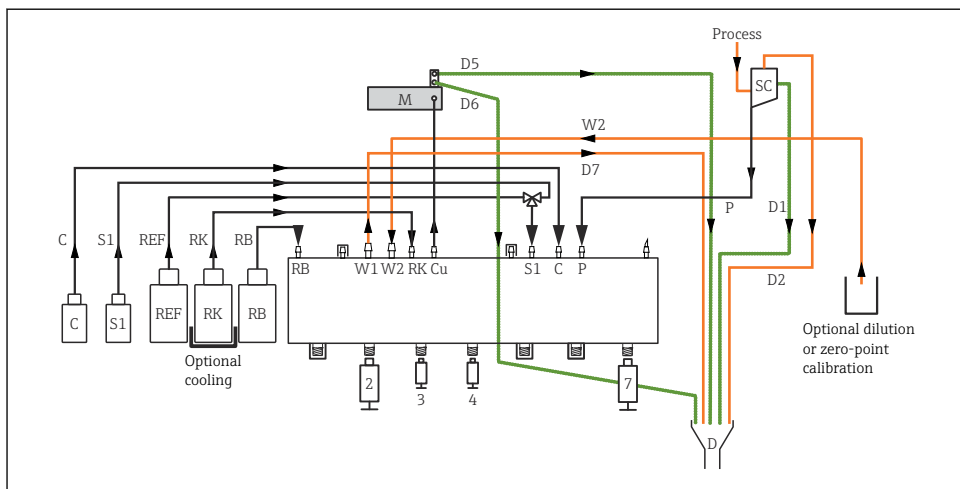 Process
D5
SC
M
D6
W2
D7
P
D1
C
S1
REF
RK
RB
RB
W1
W2
RK
Cu
S1
C
P
D2
C
S1
REF
RK
RB
Optional
cooling
Optional dilution
or zero-point
calibration
2
3
4
7
D